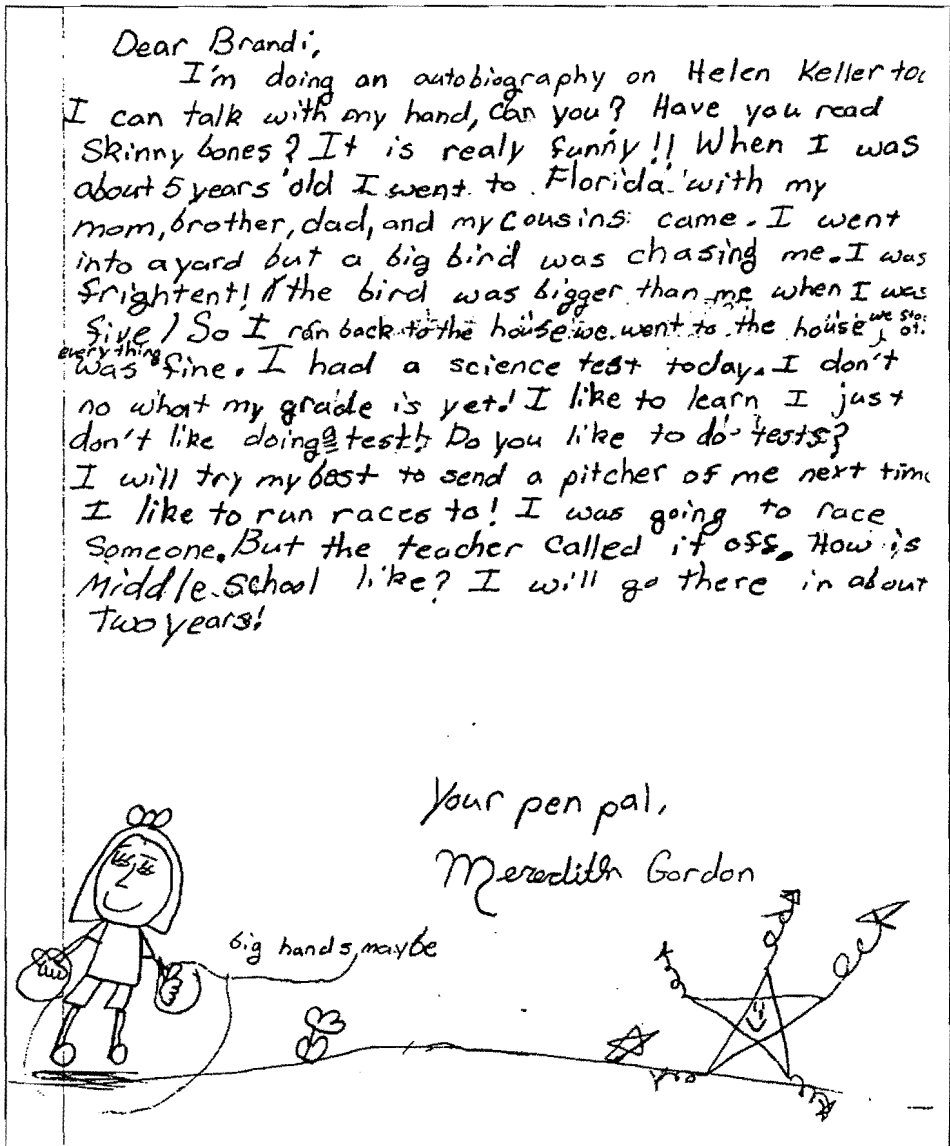 Dear Brandi,
I'm doing an autobiography on Helen Keller too
I can talk with my hand, can you? Have you read
Skinny bones? It is realy funny!! When I was
about 5 years old I went to Florida with my
mom, brother, dad, and my cousins came. I went
into a yard but a big bird was chasing me. I was
frightent! (the bird was bigger than me when I was
five) So I ran back to the house we went to the house we
every thing
was fine. I had a science test today. I don't
no what my grade is yet! I like to learn I just
don't like doing a test! Do you like to do tests?
I will try my best to send a pitcher of me next time
I like to run races to! I was going to race
Someone. But the teacher called it off. How is
Middle School like? I will go there in about
Two years!
Your pen pal,
Meredith Gordon
big hands, maybe